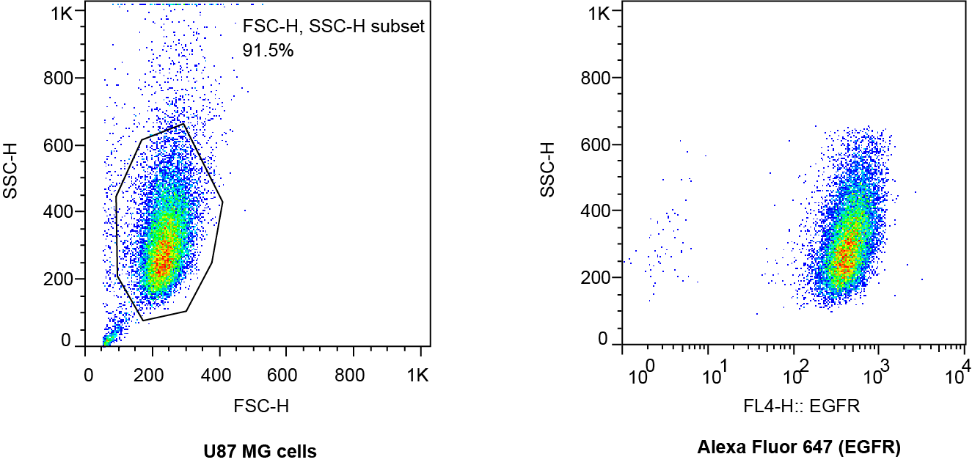 FSC-H, SSC-H subset
91.5%
1K
800
600
400
200
0
SSC-H
0 200 400 600 800 1K
FSC-H
U87 MG cells
1K
800
600
400
200
0
SSC-H
10^0 10^1 10^2 10^3 10^4
FL4-H:: EGFR
Alexa Fluor 647 (EGFR)